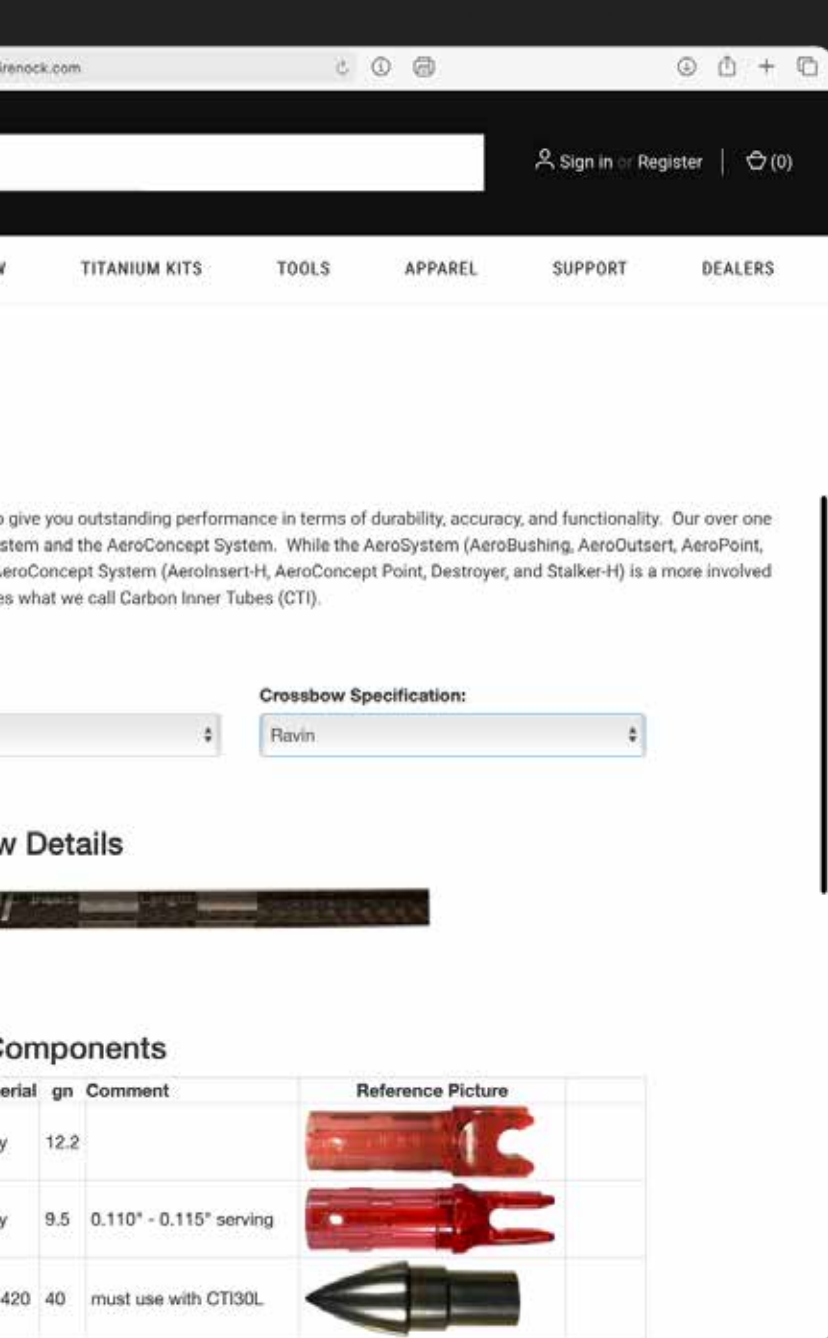 irenock.com
Sign in or Register (0)
TITANIUM KITS TOOLS APPAREL SUPPORT DEALERS
give you outstanding performance in terms of durability, accuracy, and functionality. Our over one
stem and the AeroConcept System. While the AeroSystem (AeroBushing, AeroOutsert, AeroPoint,
AeroConcept System (AeroInsert-H, AeroConcept Point, Destroyer, and Stalker-H) is a more involved
es what we call Carbon Inner Tubes (CTI).
Crossbow Specification:
Ravin
w Details
Components
erial gn Comment Reference Picture
y 12.2
y 9.5 0.110" - 0.115" serving
420 40 must use with CTI30L